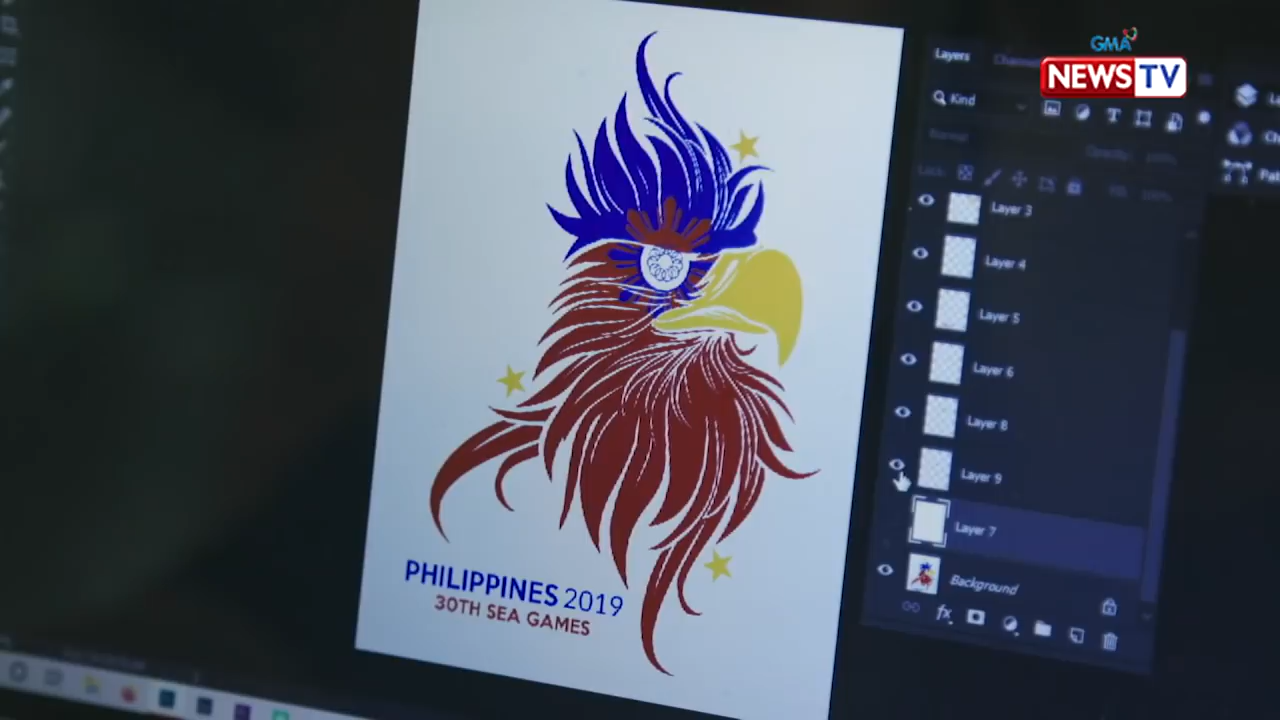 GMA
NEWS TV
Layers
Kind
Layer 3
Layer 4
Layer 5
Layer 6
Layer 8
Layer 9
Layer 7
Background
fx
PHILIPPINES 2019
30TH SEA GAMES